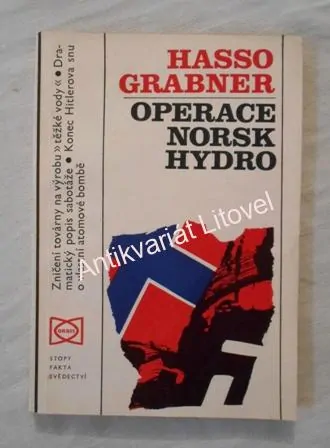 HASSO
GRABNER
OPERACE
NORSK
HYDRO
Zničení továrny na výrobu »těžké vody« • Dra-
matický popis sabotáže • Konec Hitlerova snu
o vlastní atomové bombě
Antikvariát Litovel
ORBIS
STOPY
FAKTA
SVĚDECTVÍ